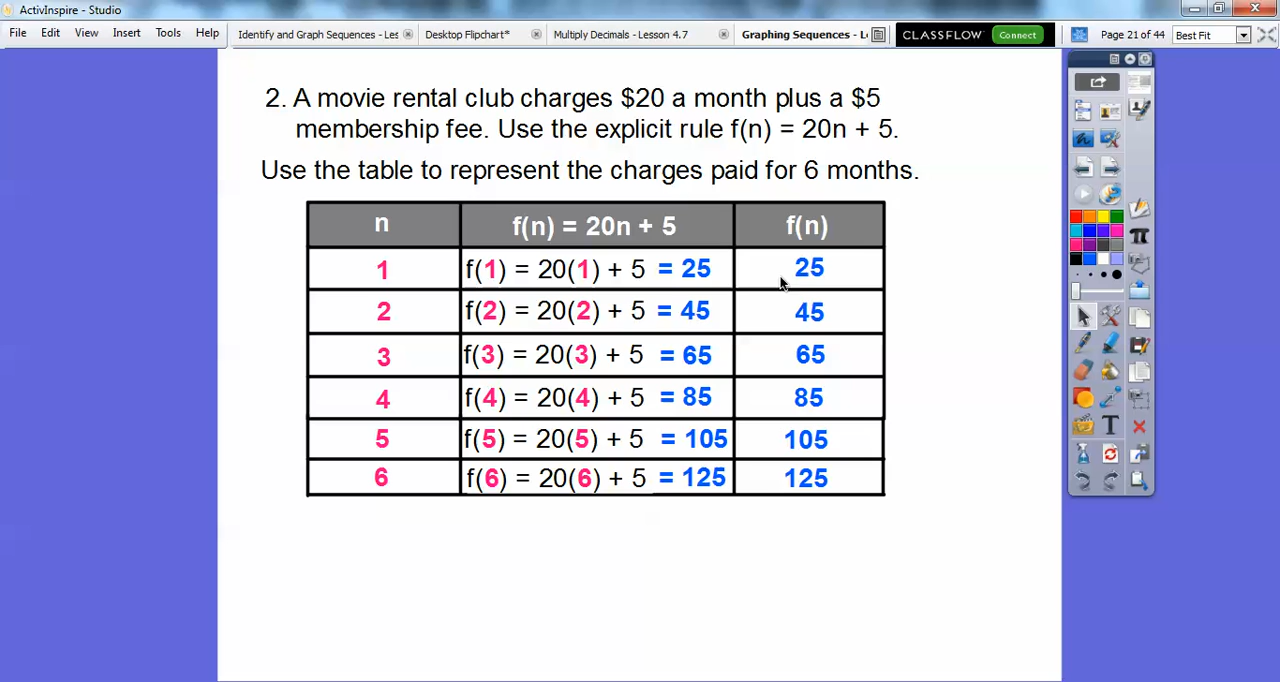 ActivInspire - Studio
File Edit View Insert Tools Help
Identify and Graph Sequences - Les
Desktop Flipchart*
Multiply Decimals - Lesson 4.7
Graphing Sequences - L
CLASSFLOW Connect
Page 21 of 44
Best Fit
2. A movie rental club charges $20 a month plus a $5
membership fee. Use the explicit rule f(n) = 20n + 5.
Use the table to represent the charges paid for 6 months.
n f(n) = 20n + 5 f(n)
1 f(1) = 20(1) + 5 = 25 25
2 f(2) = 20(2) + 5 = 45 45
3 f(3) = 20(3) + 5 = 65 65
4 f(4) = 20(4) + 5 = 85 85
5 f(5) = 20(5) + 5 = 105 105
6 f(6) = 20(6) + 5 = 125 125